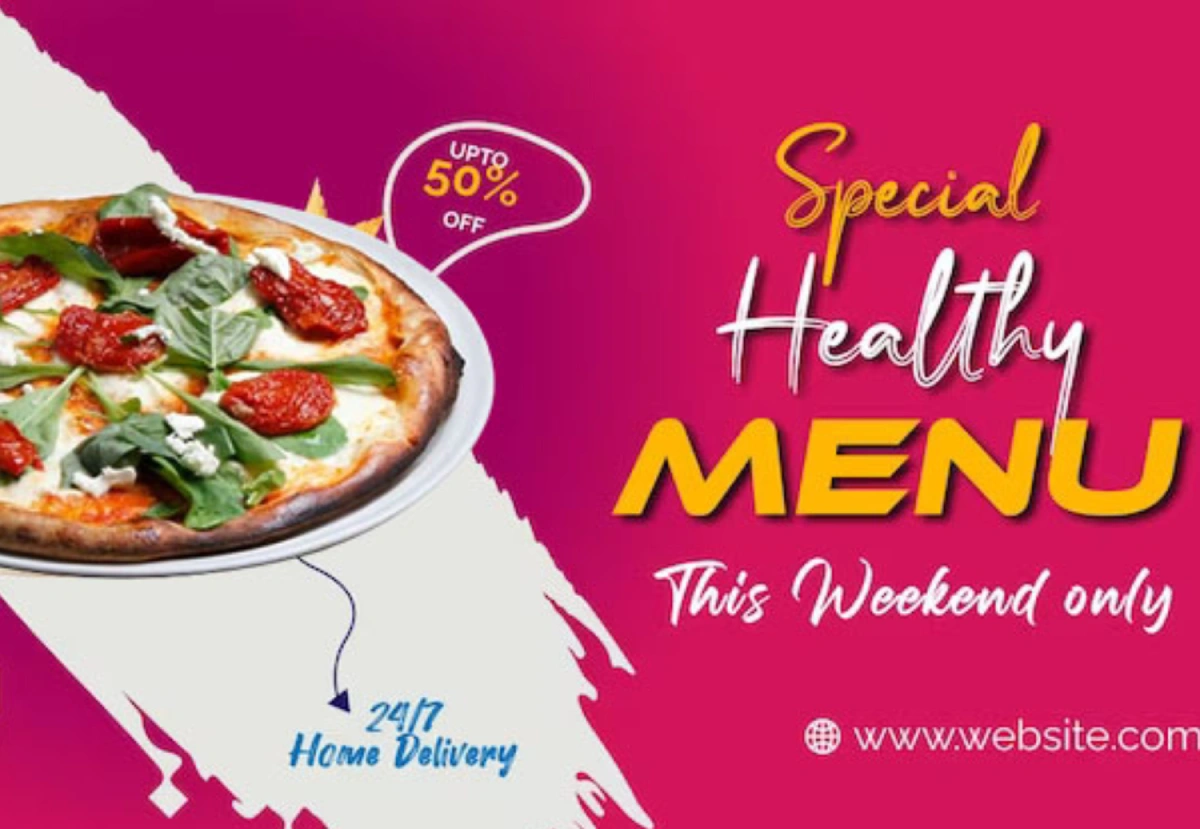 UPTO
50%
OFF
Special
Healthy
MENU
This Weekend only
24/7
Home Delivery
www.website.com